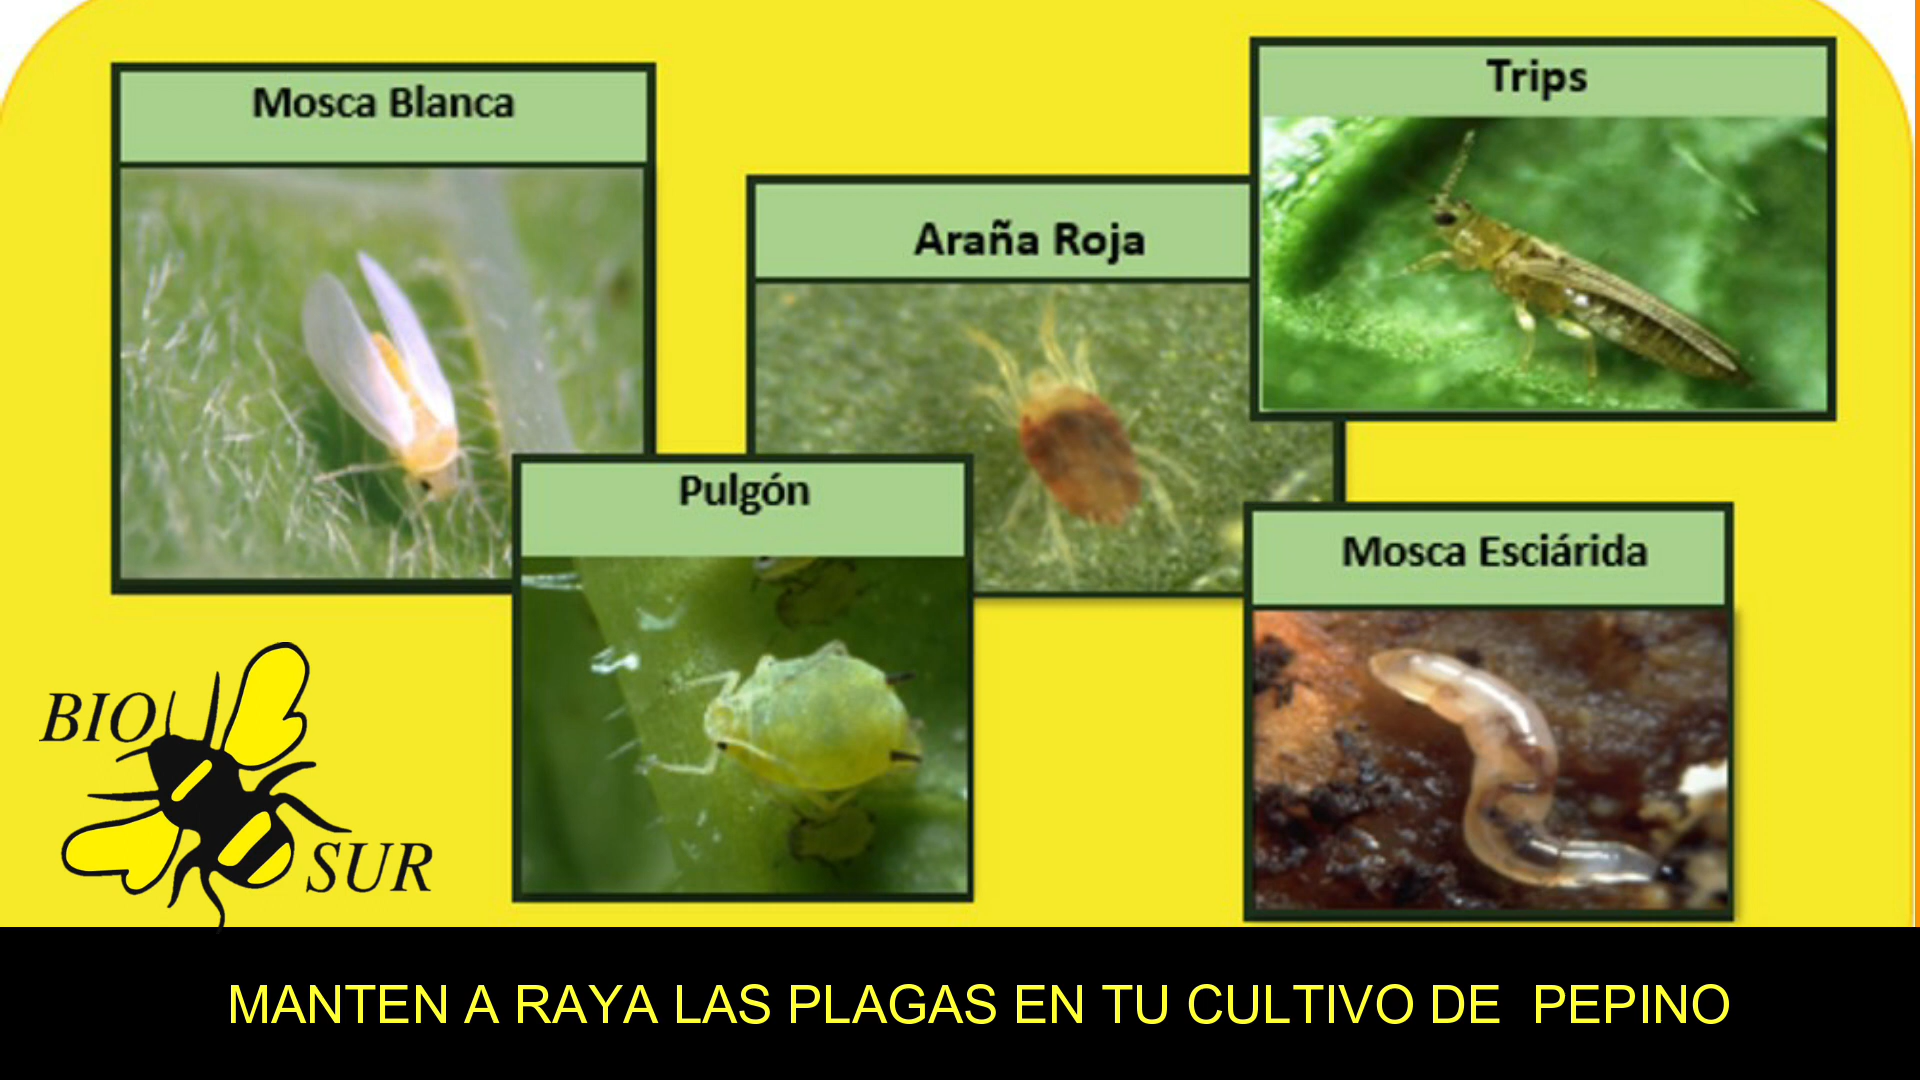 Mosca Blanca
Trips
Araña Roja
Pulgón
Mosca Esciárida
BIO
SUR
MANTEN A RAYA LAS PLAGAS EN TU CULTIVO DE  PEPINO